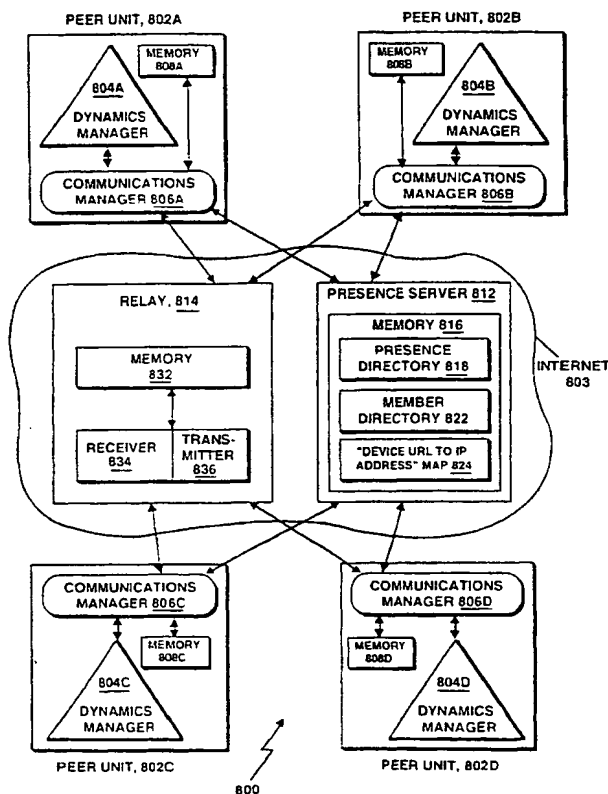 PEER UNIT, 802A
PEER UNIT, 802B
MEMORY
808A
804A
DYNAMICS
MANAGER
COMMUNICATIONS
MANAGER 806A
MEMORY
808B
804B
DYNAMICS
MANAGER
COMMUNICATIONS
MANAGER 806B
RELAY, 814
MEMORY
832
RECEIVER
834
TRANS-
MITTER
836
PRESENCE SERVER 812
MEMORY 816
PRESENCE
DIRECTORY 818
MEMBER
DIRECTORY 822
"DEVICE URL TO IP
ADDRESS" MAP 824
INTERNET
803
COMMUNICATIONS
MANAGER 806C
MEMORY
808C
804C
DYNAMICS
MANAGER
COMMUNICATIONS
MANAGER 806D
MEMORY
808D
804D
DYNAMICS
MANAGER
PEER UNIT, 802C
PEER UNIT, 802D
800